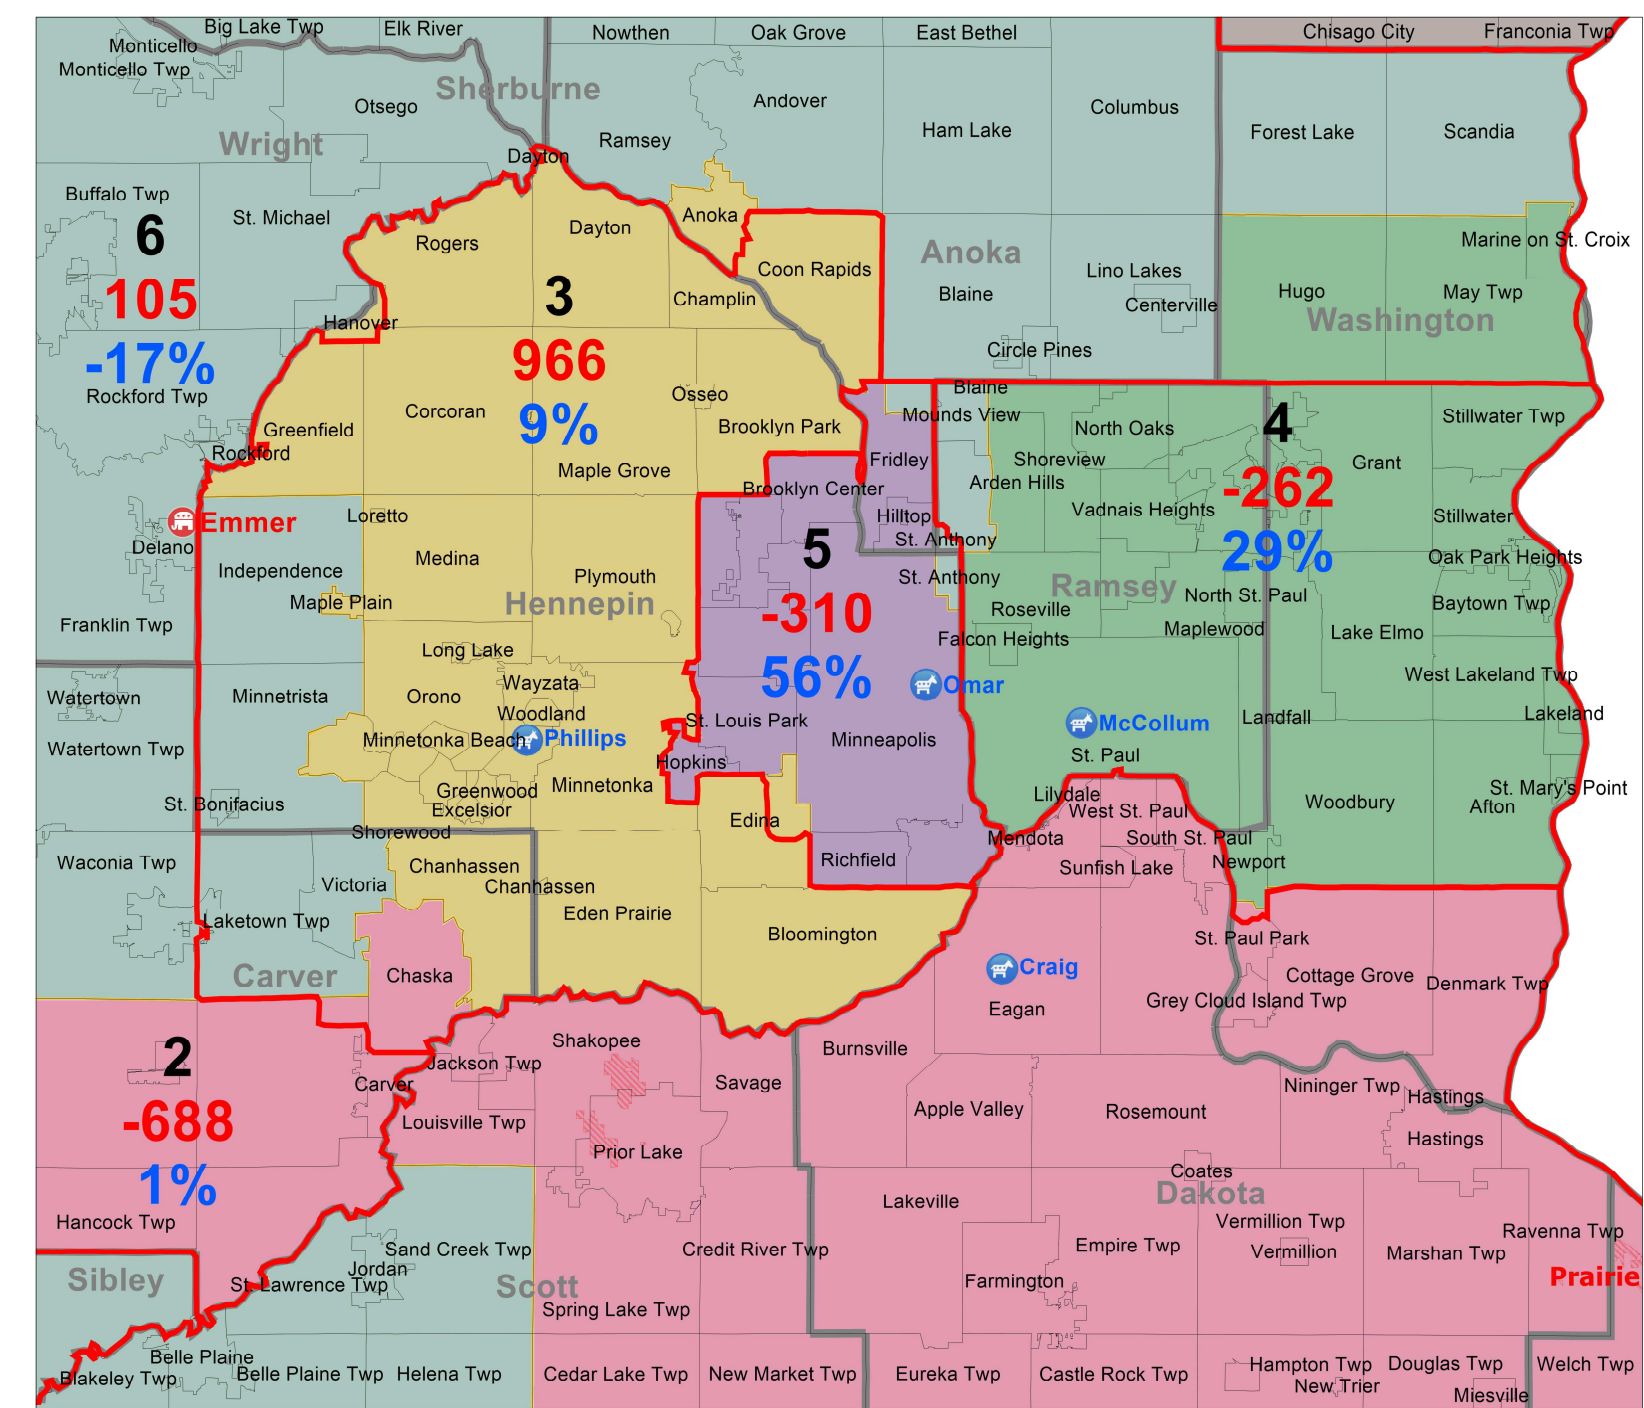 Big Lake Twp
Elk River
Nowthen
Oak Grove
East Bethel
Chisago City
Franconia Twp
Monticello
Monticello Twp
Sherburne
Otsego
Andover
Columbus
Wright
Ramsey
Ham Lake
Forest Lake
Scandia
Dayton
Buffalo Twp
St. Michael
Rogers
Dayton
Anoka
Anoka
Marine on St. Croix
6
105
-17%
Rockford Twp
Hanover
3
966
9%
Champlin
Coon Rapids
Blaine
Lino Lakes
Centerville
Circle Pines
Hugo
May Twp
Washington
Greenfield
Corcoran
Osseo
Brooklyn Park
Maple Grove
Rockford
Blaine
Mounds View
Fridley
North Oaks
Shoreview
Arden Hills
Vadnais Heights
4
-262
29%
Stillwater Twp
Grant
Stillwater
Oak Park Heights
Baytown Twp
Brooklyn Center
Hilltop
St. Anthony
St. Anthony
Emmer
Delano
Loretto
Independence
Medina
Maple Plain
Plymouth
Hennepin
5
-310
56%
Ramsey
Roseville
North St. Paul
Falcon Heights
Maplewood
Lake Elmo
Franklin Twp
Long Lake
Watertown
Minnetrista
Orono
Wayzata
Woodland
Omar
West Lakeland Twp
Watertown Twp
Minnetonka Beach
Phillips
St. Louis Park
Minneapolis
McCollum
Landfall
Lakeland
Hopkins
St. Paul
St. Bonifacius
Greenwood
Excelsior
Minnetonka
Lilydale
West St. Paul
Woodbury
St. Mary's Point
Afton
Shorewood
Edina
Mendota
South St. Paul
Waconia Twp
Chanhassen
Victoria
Chanhassen
Richfield
Sunfish Lake
Newport
Laketown Twp
Eden Prairie
Bloomington
St. Paul Park
Carver
Chaska
Craig
Eagan
Cottage Grove
Denmark Twp
Grey Cloud Island Twp
2
-688
1%
Shakopee
Jackson Twp
Burnsville
Carver
Savage
Nininger Twp
Hastings
Louisville Twp
Apple Valley
Rosemount
Hastings
Prior Lake
Coates
Dakota
Hancock Twp
Lakeville
Vermillion Twp
Ravenna Twp
Sand Creek Twp
Credit River Twp
Empire Twp
Vermillion
Marshan Twp
Sibley
Jordan
St. Lawrence Twp
Scott
Farmington
Prairie
Spring Lake Twp
Belle Plaine
Blakeley Twp
Belle Plaine Twp
Helena Twp
Cedar Lake Twp
New Market Twp
Eureka Twp
Castle Rock Twp
Hampton Twp
New Trier
Douglas Twp
Miesville
Welch Twp